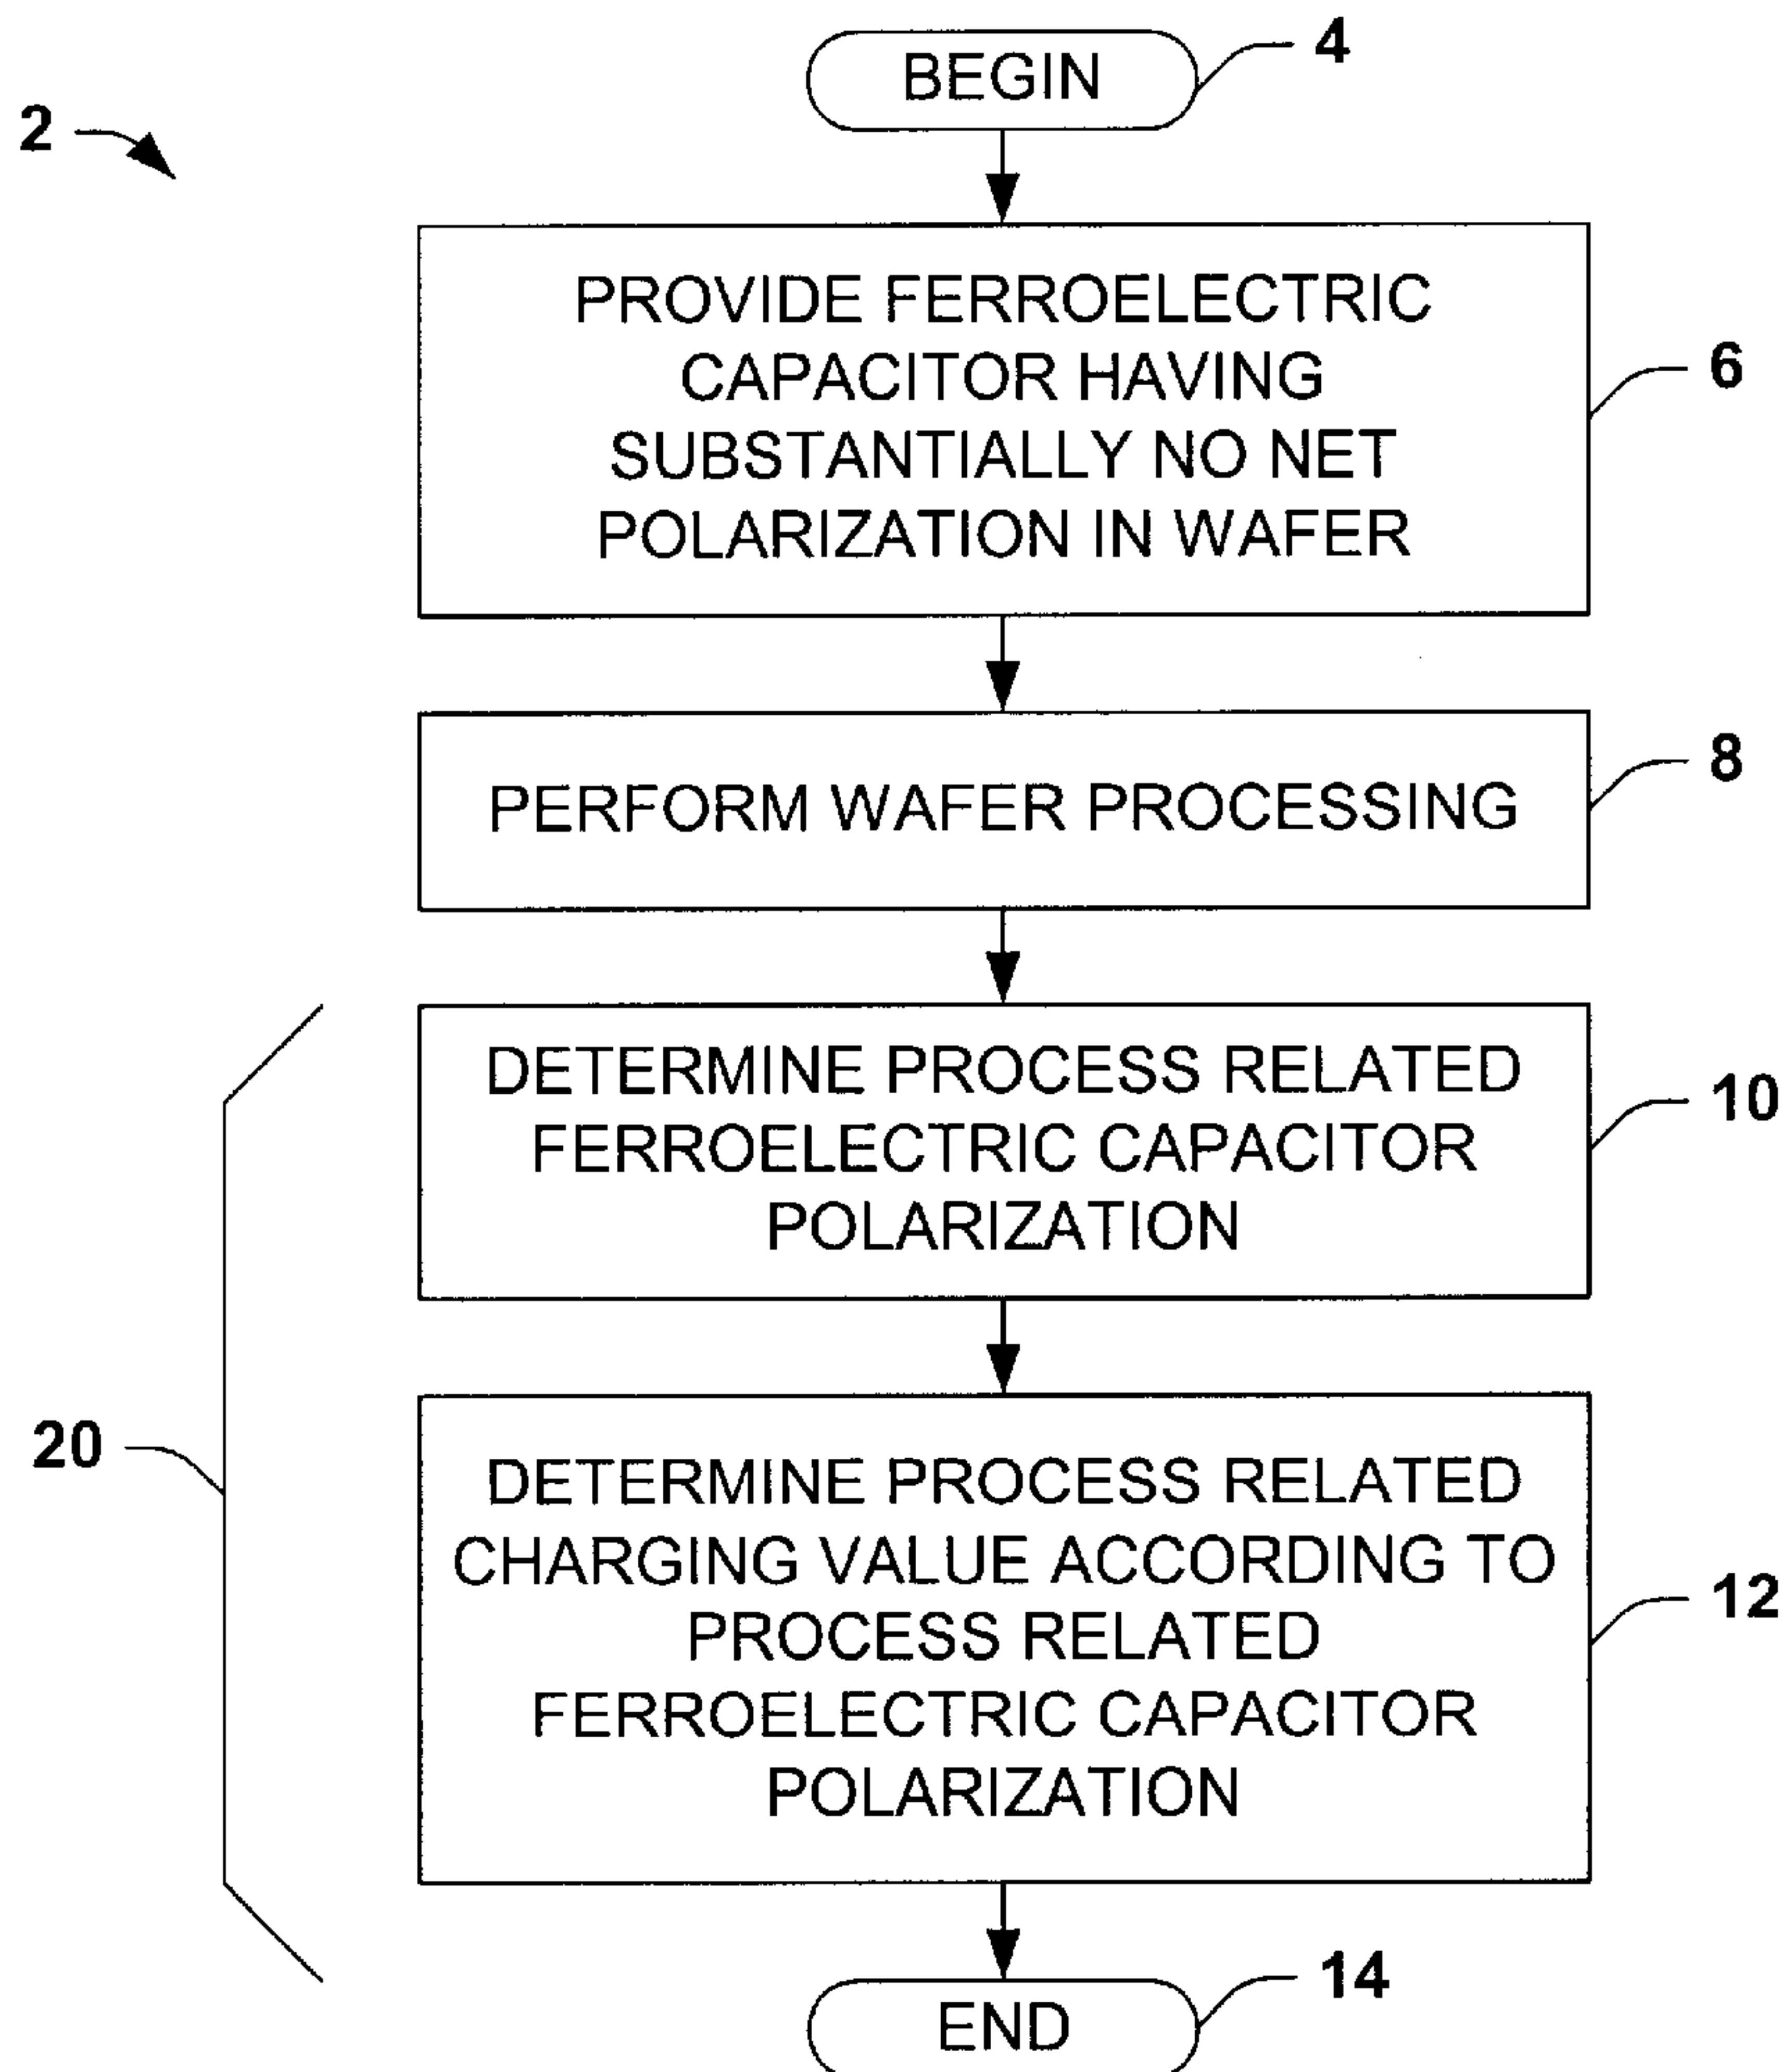 BEGIN
4
2
PROVIDE FERROELECTRIC
CAPACITOR HAVING
SUBSTANTIALLY NO NET
POLARIZATION IN WAFER
6
PERFORM WAFER PROCESSING
8
DETERMINE PROCESS RELATED
FERROELECTRIC CAPACITOR
POLARIZATION
10
20
DETERMINE PROCESS RELATED
CHARGING VALUE ACCORDING TO
PROCESS RELATED
FERROELECTRIC CAPACITOR
POLARIZATION
12
END
14